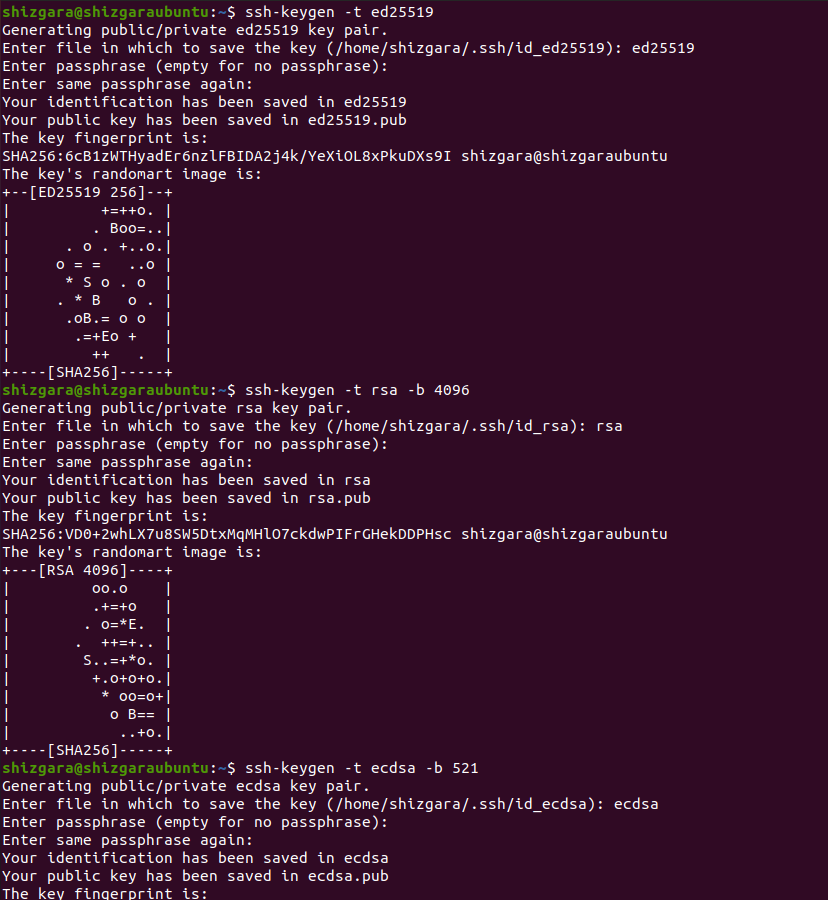 shizgara@shizgaraubuntu:~$ ssh-keygen -t ed25519
Generating public/private ed25519 key pair.
Enter file in which to save the key (/home/shizgara/.ssh/id_ed25519): ed25519
Enter passphrase (empty for no passphrase):
Enter same passphrase again:
Your identification has been saved in ed25519
Your public key has been saved in ed25519.pub
The key fingerprint is:
SHA256:6cB1zWTHyadEr6nzlFBIDA2j4k/YeXiOL8xPkuDXs9I shizgara@shizgaraubuntu
The key's randomart image is:
+--[ED25519 256]--+
|          +=++o. |
|         . Boo=..|
|      . o . +..o.|
|     o = =   ..o |
|      * S o . o  |
|     . * B   o . |
|      .oB.= o o  |
|       .=+Eo +   |
|         ++   .  |
+----[SHA256]-----+
shizgara@shizgaraubuntu:~$ ssh-keygen -t rsa -b 4096
Generating public/private rsa key pair.
Enter file in which to save the key (/home/shizgara/.ssh/id_rsa): rsa
Enter passphrase (empty for no passphrase):
Enter same passphrase again:
Your identification has been saved in rsa
Your public key has been saved in rsa.pub
The key fingerprint is:
SHA256:VD0+2whLX7u8SW5DtxMqMHlO7ckdwPIFrGHekDDPHsc shizgara@shizgaraubuntu
The key's randomart image is:
+---[RSA 4096]----+
|         oo.o    |
|         .+=+o   |
|        . o=*E.  |
|       .  ++=+.. |
|        S..=+*o. |
|         +.o+o+o.|
|          * oo=o+|
|           o B== |
|            ..+o.|
+----[SHA256]-----+
shizgara@shizgaraubuntu:~$ ssh-keygen -t ecdsa -b 521
Generating public/private ecdsa key pair.
Enter file in which to save the key (/home/shizgara/.ssh/id_ecdsa): ecdsa
Enter passphrase (empty for no passphrase):
Enter same passphrase again:
Your identification has been saved in ecdsa
Your public key has been saved in ecdsa.pub
The key fingerprint is: